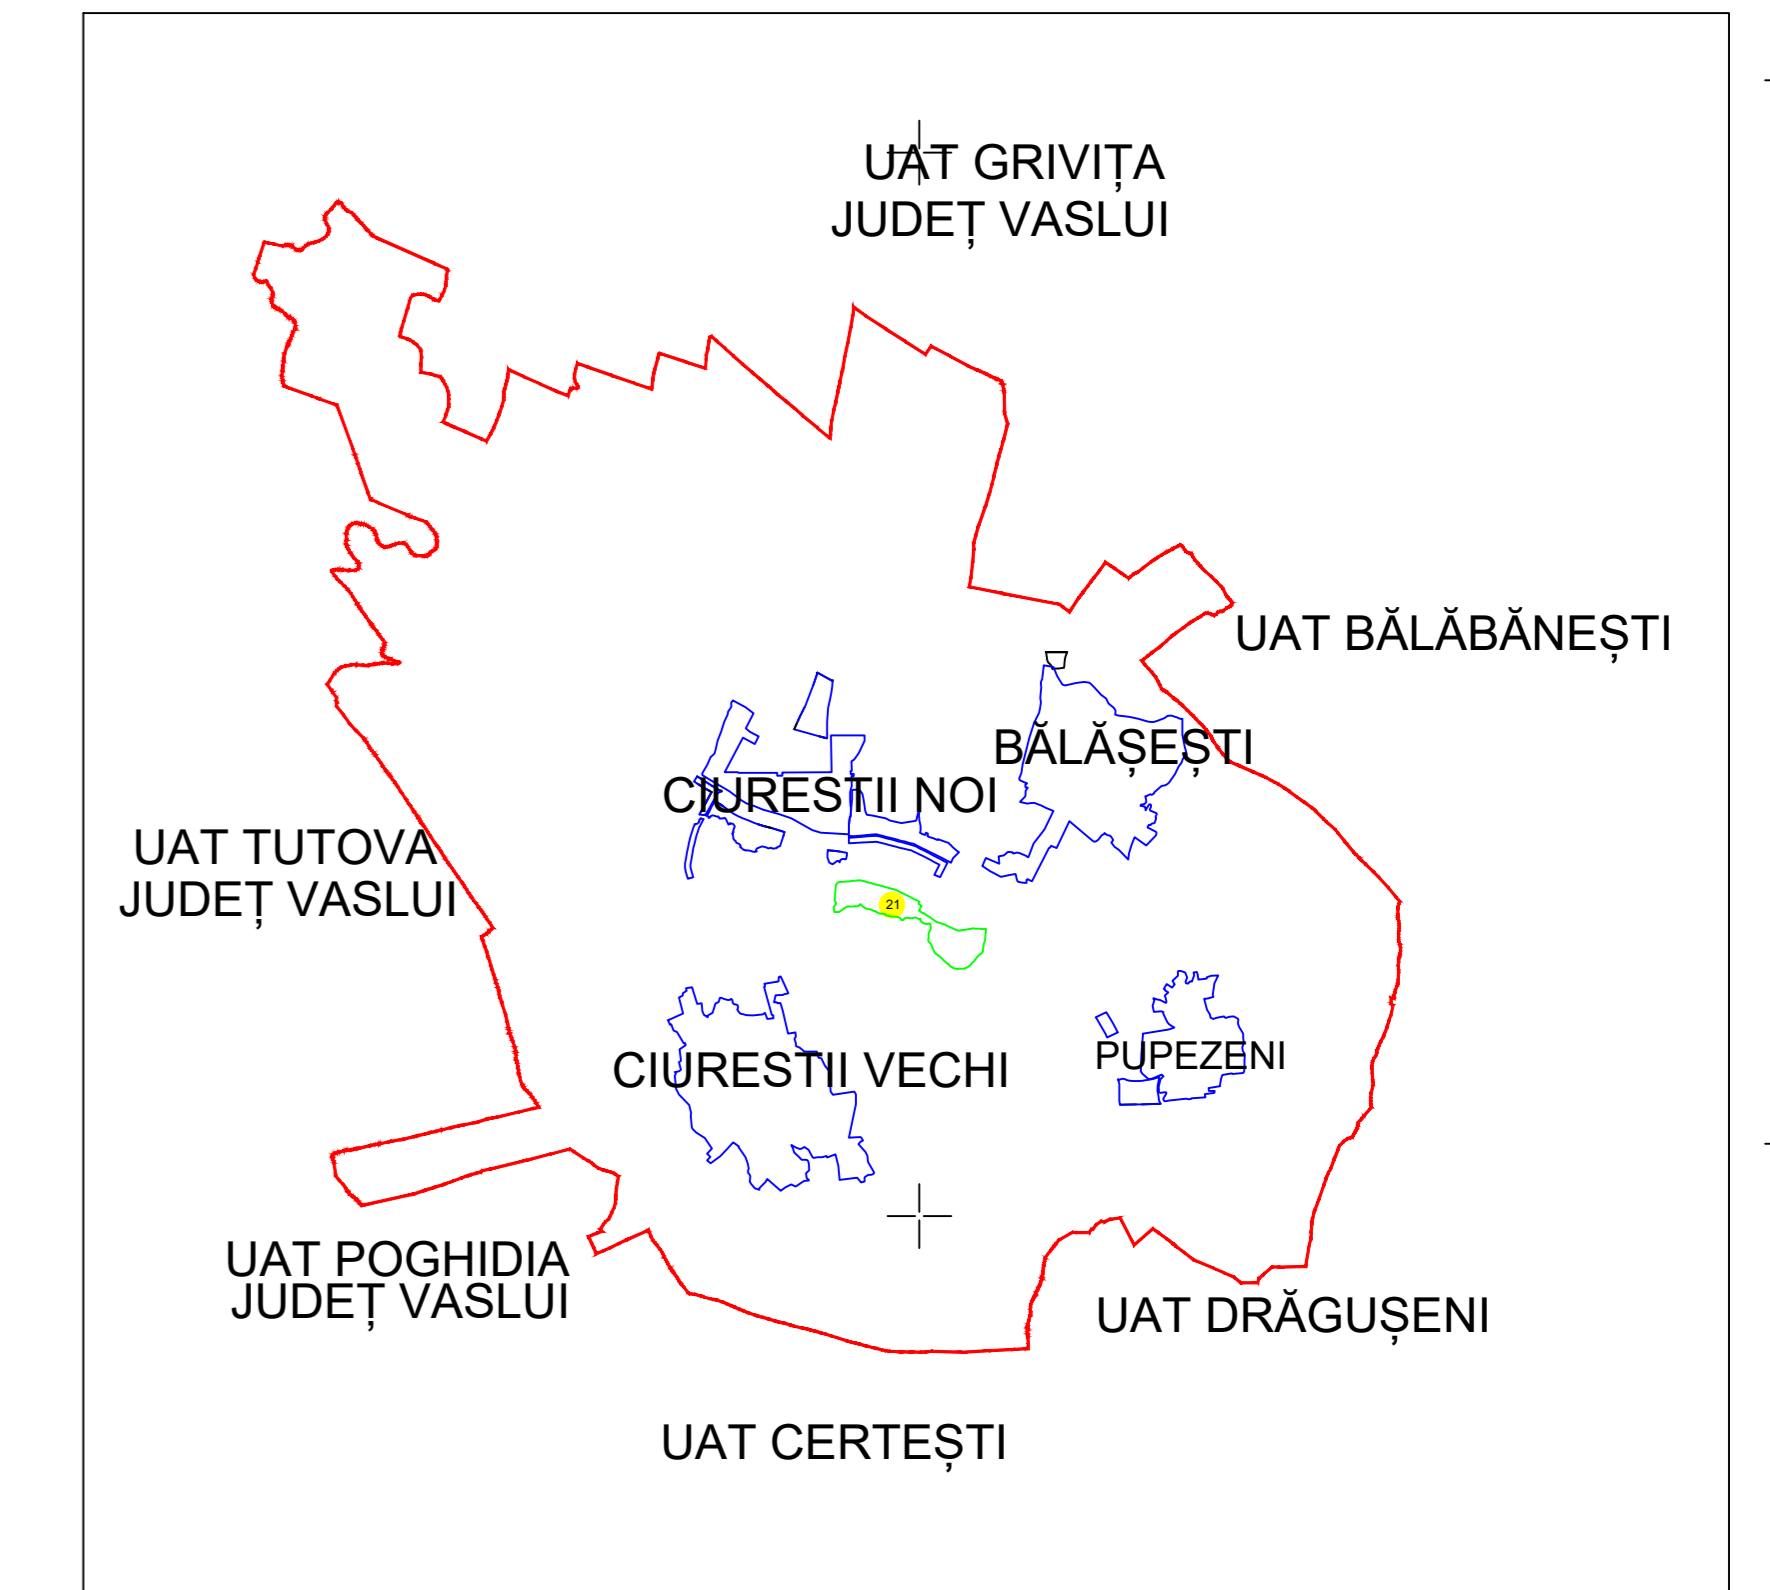 UAT GRIVIȚA
JUDEȚ VASLUI
UAT BĂLĂBĂNEȘTI
BĂLĂȘEȘTI
CIURESTII NOI
UAT TUTOVA
JUDEȚ VASLUI
21
CIURESTII VECHI
PUPEZENI
UAT POGHIDIA
JUDEȚ VASLUI
UAT DRĂGUȘENI
UAT CERTEȘTI